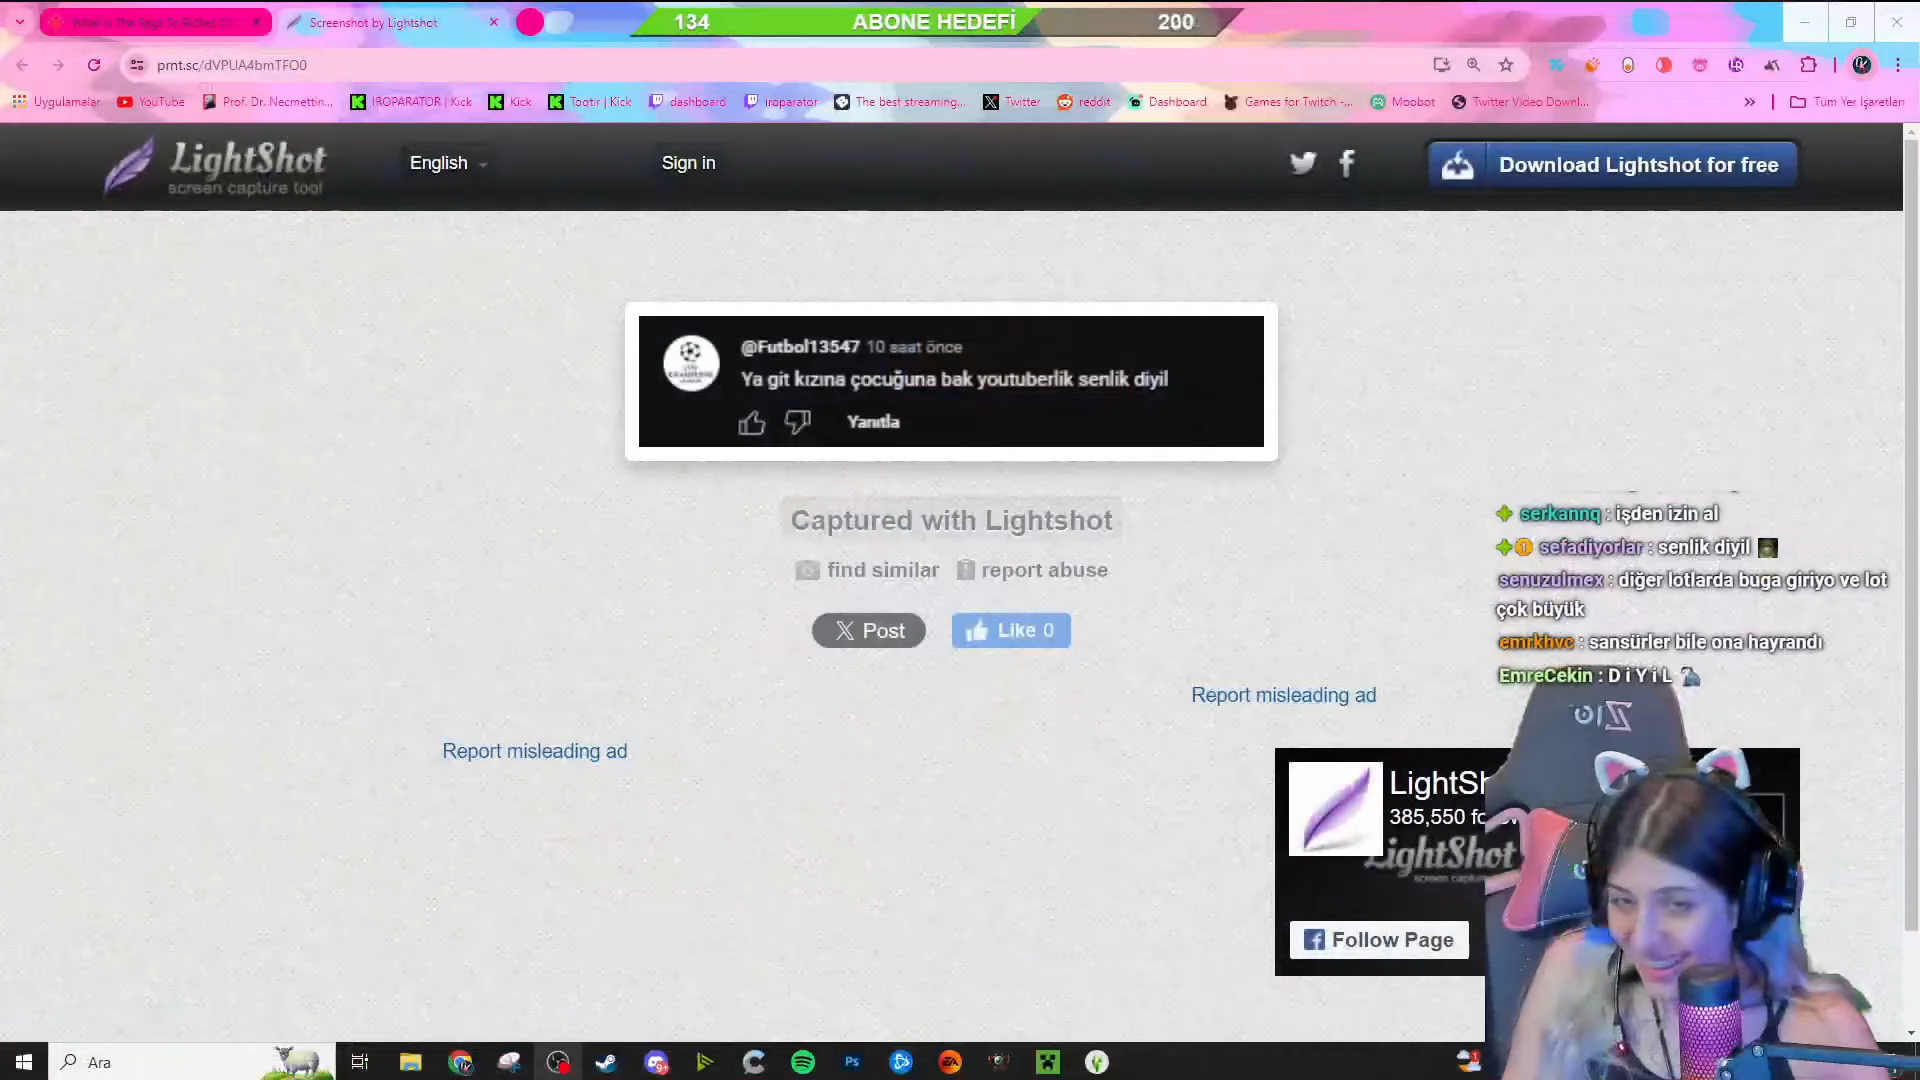 Screenshot by Lightshot
134 ABONE HEDEFİ 200
prnt.sc/dVPUA4bmTFO0
Uygulamalar YouTube Prof. Dr. Necmettin... IROPARATOR | Kick Kick Tootir | Kick dashboard iroparator The best streaming... Twitter reddit Dashboard Games for Twitch -... Moobot Twitter Video Downl... Tüm Yer İşaretleri
LightShot
screen capture tool
English
Sign in
Download Lightshot for free
@Futbol13547 10 saat önce
Ya git kızına çocuğuna bak youtuberlik senlik diyil
Yanıtla
Captured with Lightshot
find similar report abuse
Post
Like 0
Report misleading ad
Report misleading ad
serkannq : işden izin al
sefadiyorlar : senlik diyil
senuzulmex : diğer lotlarda buga giriyo ve lot
çok büyük
emrkhvc : sansürler bile ona hayrandı
EmreCekin : D i Y i L
LightSh
385,550
LightShot
Follow Page
Ara